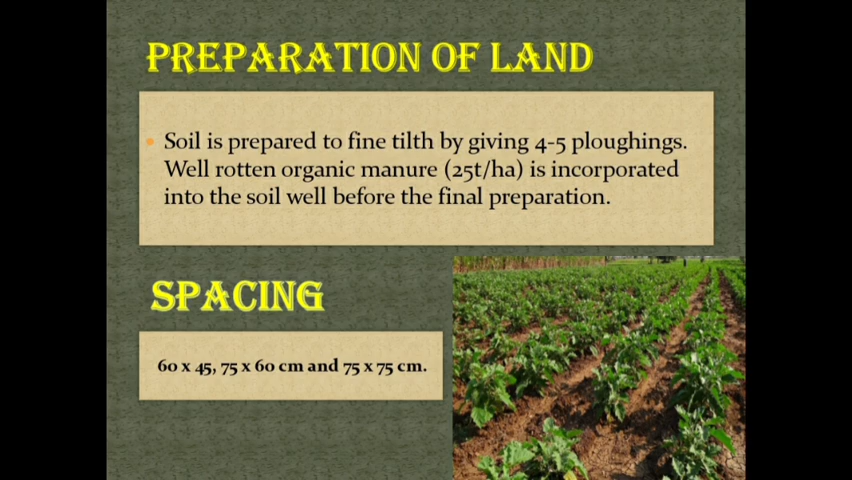 PREPARATION OF LAND
• Soil is prepared to fine tilth by giving 4-5 ploughings.
Well rotten organic manure (25t/ha) is incorporated
into the soil well before the final preparation.
SPACING
60 x 45, 75 x 60 cm and 75 x 75 cm.